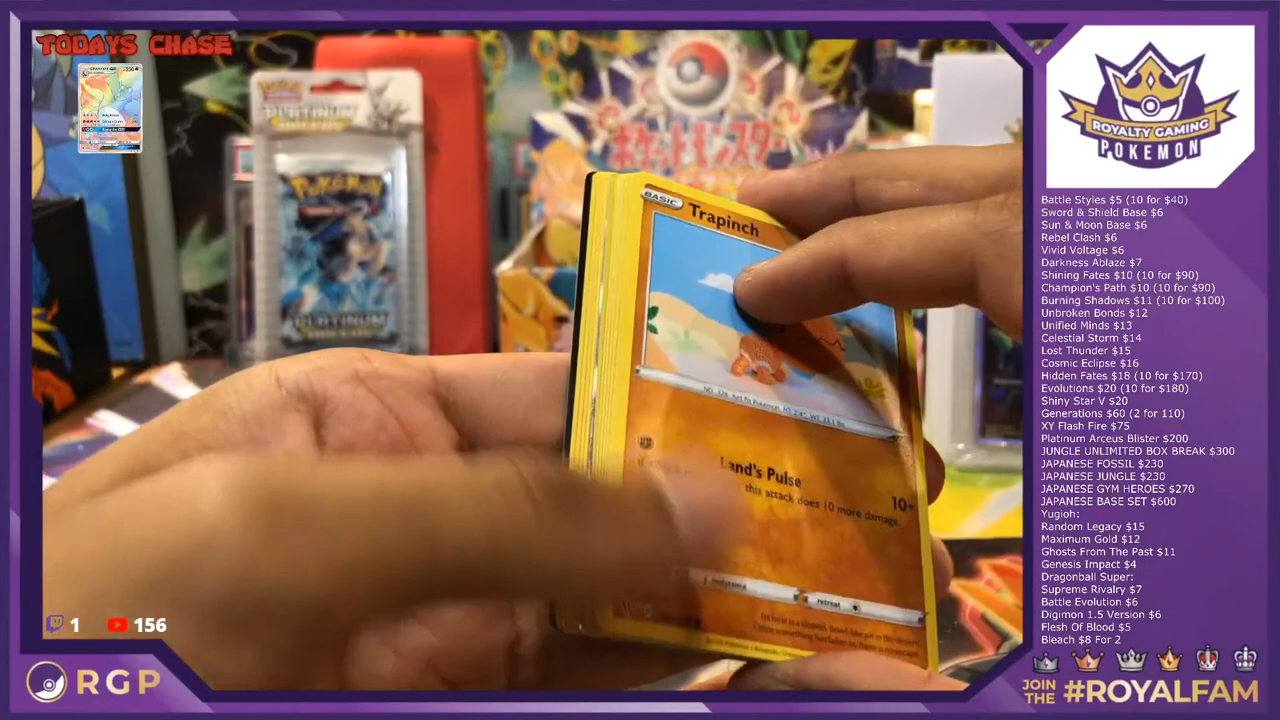 TODAYS CHASE
POKÉMON
PLATINUM
POKÉMON
PLATINUM
ポケットモンスター
BASIC
Trapinch
Land's Pulse
10+
this attack does 10 more damage.
retreat
1
156
RGP
ROYALTY GAMING
POKEMON
Battle Styles $5 (10 for $40)
Sword & Shield Base $6
Sun & Moon Base $6
Rebel Clash $6
Vivid Voltage $6
Darkness Ablaze $7
Shining Fates $10 (10 for $90)
Champion's Path $10 (10 for $90)
Burning Shadows $11 (10 for $100)
Unbroken Bonds $12
Unified Minds $13
Celestial Storm $14
Lost Thunder $15
Cosmic Eclipse $16
Hidden Fates $18 (10 for $170)
Evolutions $20 (10 for $180)
Shiny Star V $20
Generations $60 (2 for 110)
XY Flash Fire $75
Platinum Arceus Blister $200
JUNGLE UNLIMITED BOX BREAK $300
JAPANESE FOSSIL $230
JAPANESE JUNGLE $230
JAPANESE GYM HEROES $270
JAPANESE BASE SET $600
Yugioh:
Random Legacy $15
Maximum Gold $12
Ghosts From The Past $11
Genesis Impact $4
Dragonball Super:
Supreme Rivalry $7
Battle Evolution $6
Digimon 1.5 Version $6
Flesh Of Blood $5
Bleach $8 For 2
JOIN
THE #ROYALFAM